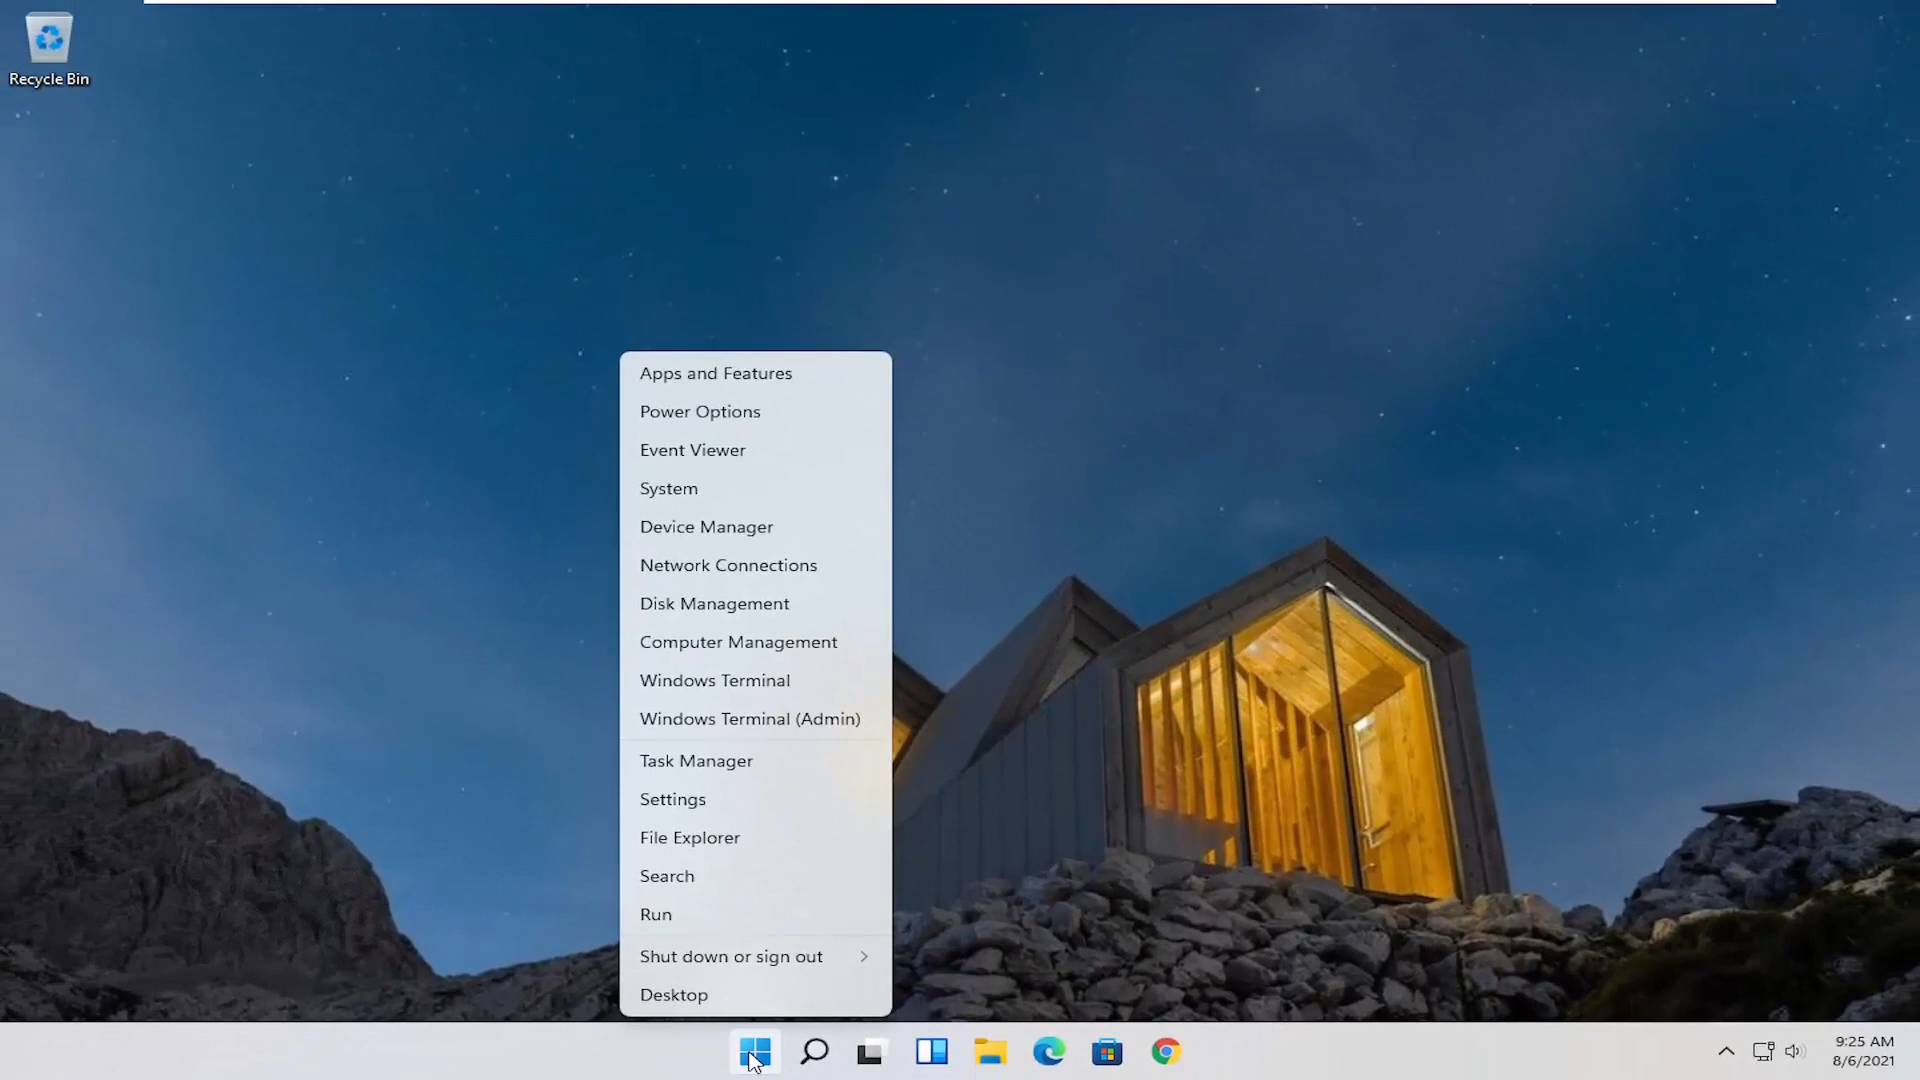 Recycle Bin
Apps and Features
Power Options
Event Viewer
System
Device Manager
Network Connections
Disk Management
Computer Management
Windows Terminal
Windows Terminal (Admin)
Task Manager
Settings
File Explorer
Search
Run
Shut down or sign out
Desktop
9:25 AM
8/6/2021